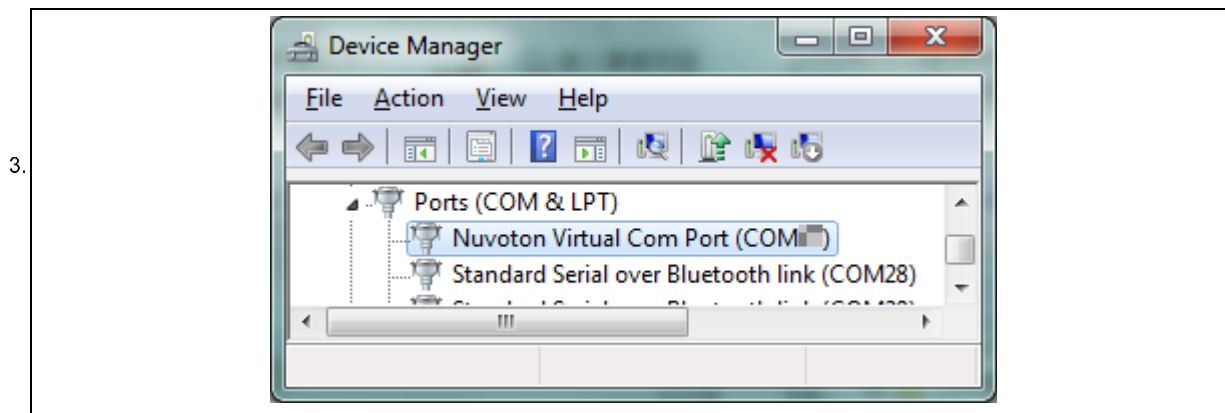 Device Manager
File Action View Help
3.
Ports (COM & LPT)
Nuvoton Virtual Com Port (COM
Standard Serial over Bluetooth link (COM28)